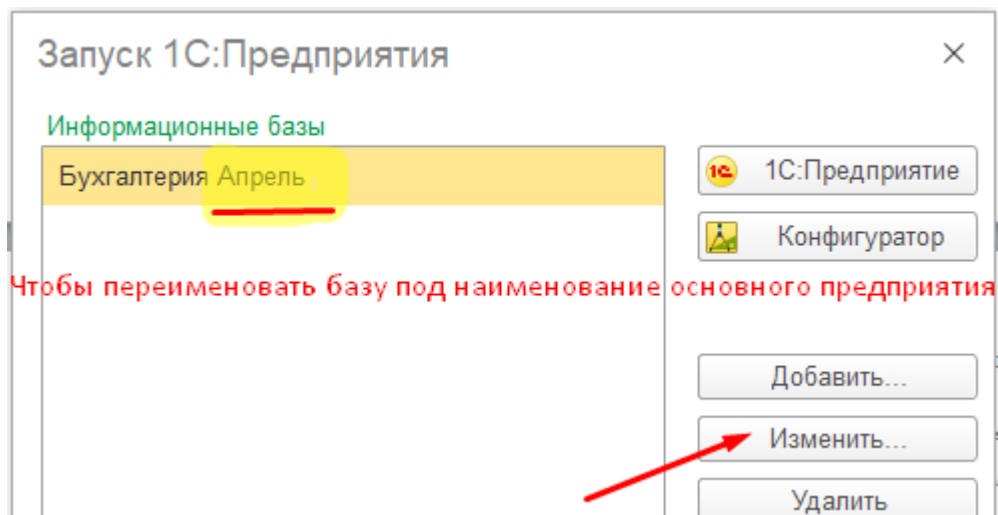 Запуск 1С:Предприятия
Информационные базы
Бухгалтерия Апрель
1С:Предприятие
Конфигуратор
Чтобы переименовать базу под наименование основного предприятия
Добавить...
Изменить...
Удалить